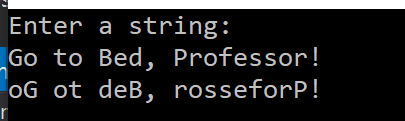 Enter a string:
Go to Bed, Professor!
oG ot deB, rosseforP!